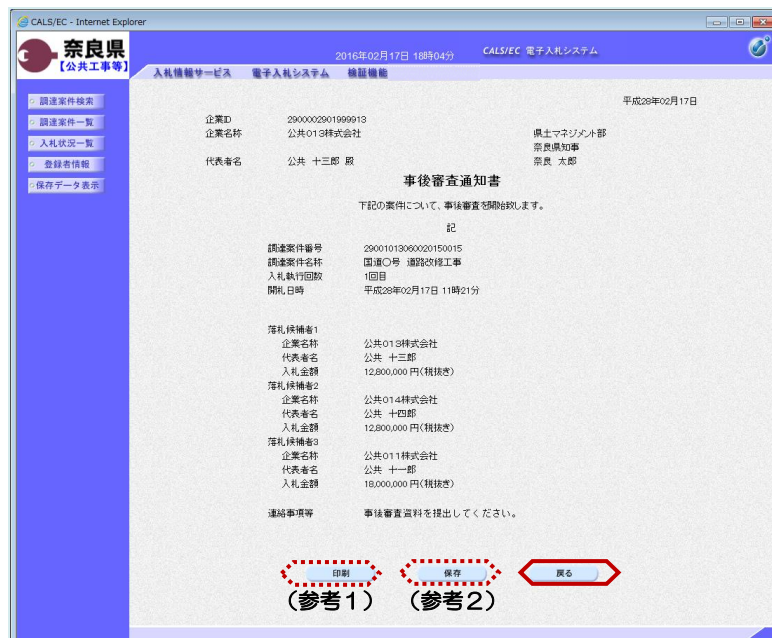 CALS/EC - Internet Explorer
奈良県
【公共工事等】
2016年02月17日 18時04分
CALS/EC 電子入札システム
入札情報サービス 電子入札システム 検証機能
調達案件検索
調達案件一覧
入札状況一覧
登録者情報
保存データ表示
平成28年02月17日
企業ID 2900002901999913
企業名称 公共013株式会社 県土マネジメント部
奈良県知事
代表者名 公共 十三郎 殿 奈良 太郎
事後審査通知書
下記の案件について、事後審査を開始致します。
記
調達案件番号 29001013060020150015
調達案件名称 国道〇号 道路改修工事
入札執行回数 1回目
開札日時 平成28年02月17日 11時21分
落札候補者1
企業名称 公共013株式会社
代表者名 公共 十三郎
入札金額 12,800,000 円(税抜き)
落札候補者2
企業名称 公共014株式会社
代表者名 公共 十四郎
入札金額 12,800,000 円(税抜き)
落札候補者3
企業名称 公共011株式会社
代表者名 公共 十一郎
入札金額 18,000,000 円(税抜き)
連絡事項等 事後審査資料を提出してください。
印刷 保存 戻る
(参考1) (参考2)